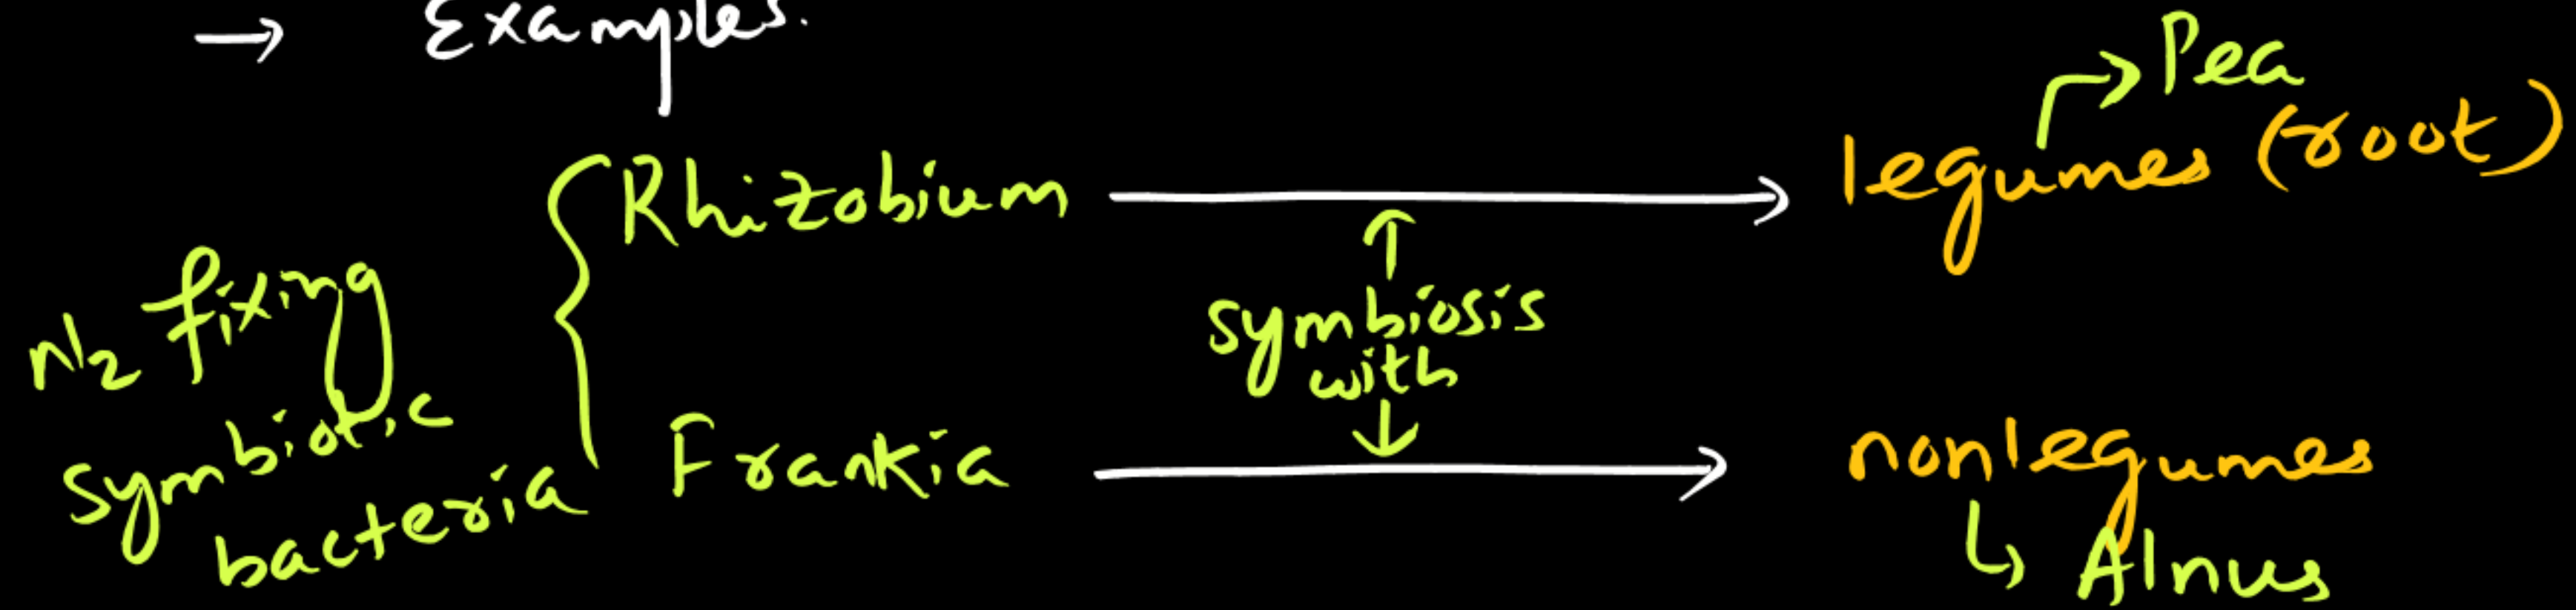 → Examples.
→ Pea
Rhizobium → legumes (root)
N2 fixing
symbiotic
bacteria
↑
symbiosis
with
↓
Frankia → nonlegumes
↳ Alnus